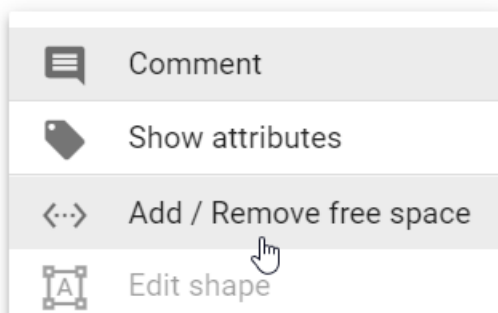 Comment
Show attributes
Add / Remove free space
A
Edit shape